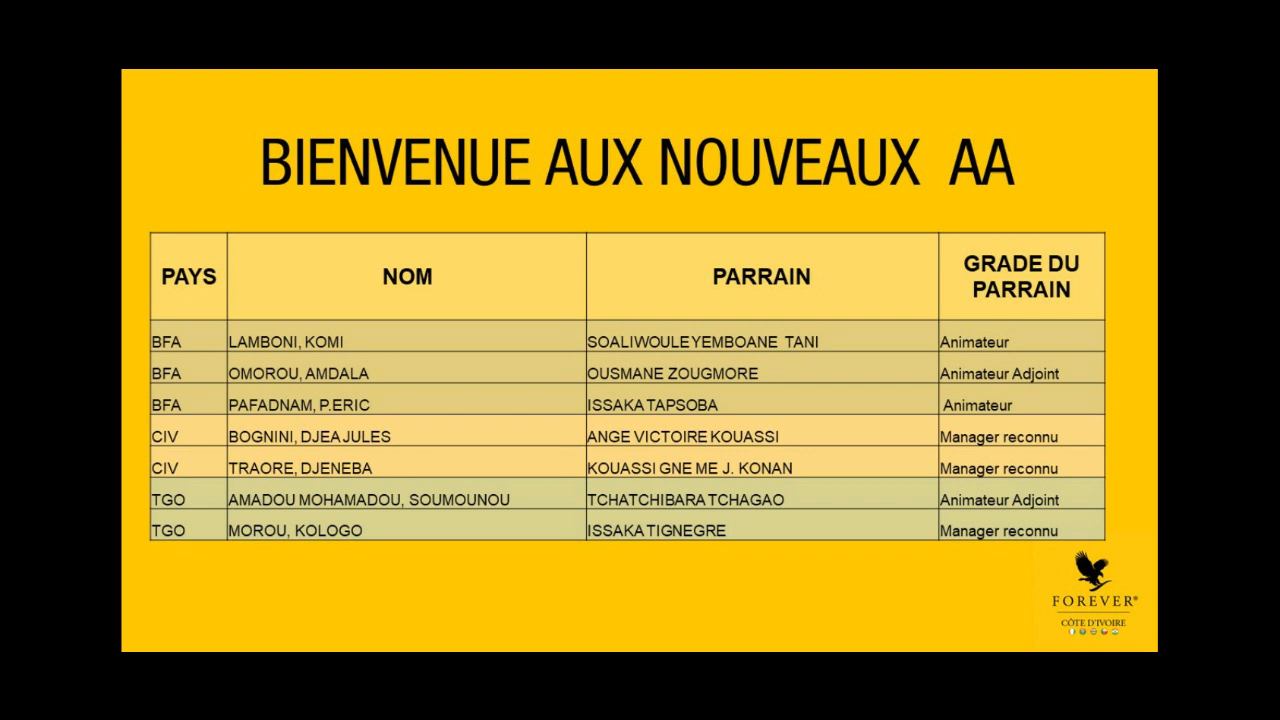 BIENVENUE AUX NOUVEAUX AA
PAYS NOM PARRAIN GRADE DU PARRAIN
BFA LAMBONI, KOMI SOALIWOULEYEMBOANE TANI Animateur
BFA OMOROU, AMDALA OUSMANE ZOUGMORE Animateur Adjoint
BFA PAFADNAM, P.ERIC ISSAKA TAPSOBA Animateur
CIV BOGNINI, DJEA JULES ANGE VICTOIRE KOUASSI Manager reconnu
CIV TRAORE, DJENEBA KOUASSI GNE ME J. KONAN Manager reconnu
TGO AMADOU MOHAMADOU, SOUMOUNOU TCHATCHIBARA TCHAGAO Animateur Adjoint
TGO MOROU, KOLOGO ISSAKA TIGNEGRE Manager reconnu
FOREVER®
CÔTE D'IVOIRE